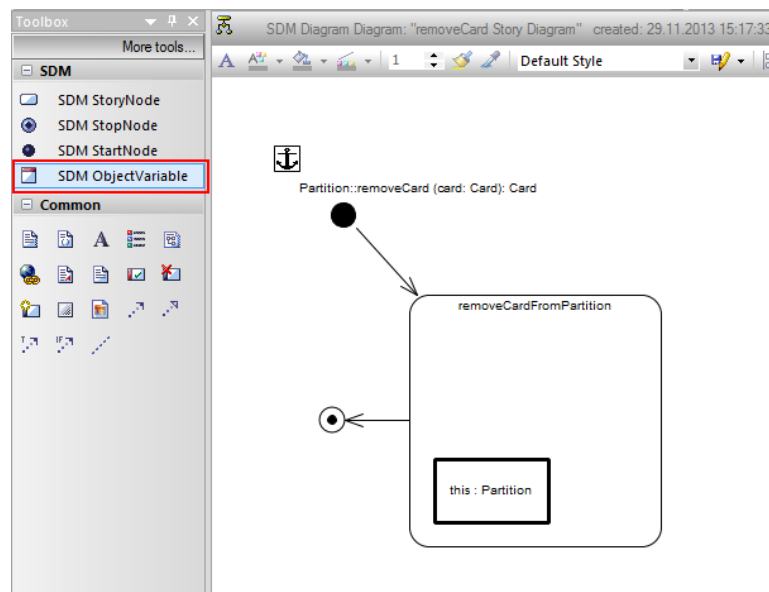 Toolbox
More tools...
SDM
SDM StoryNode
SDM StopNode
SDM StartNode
SDM ObjectVariable
Common
A
T
IF
SDM Diagram Diagram: "removeCard Story Diagram" created: 29.11.2013 15:17:33
A
1
Default Style
Partition::removeCard (card: Card): Card
removeCardFromPartition
this : Partition